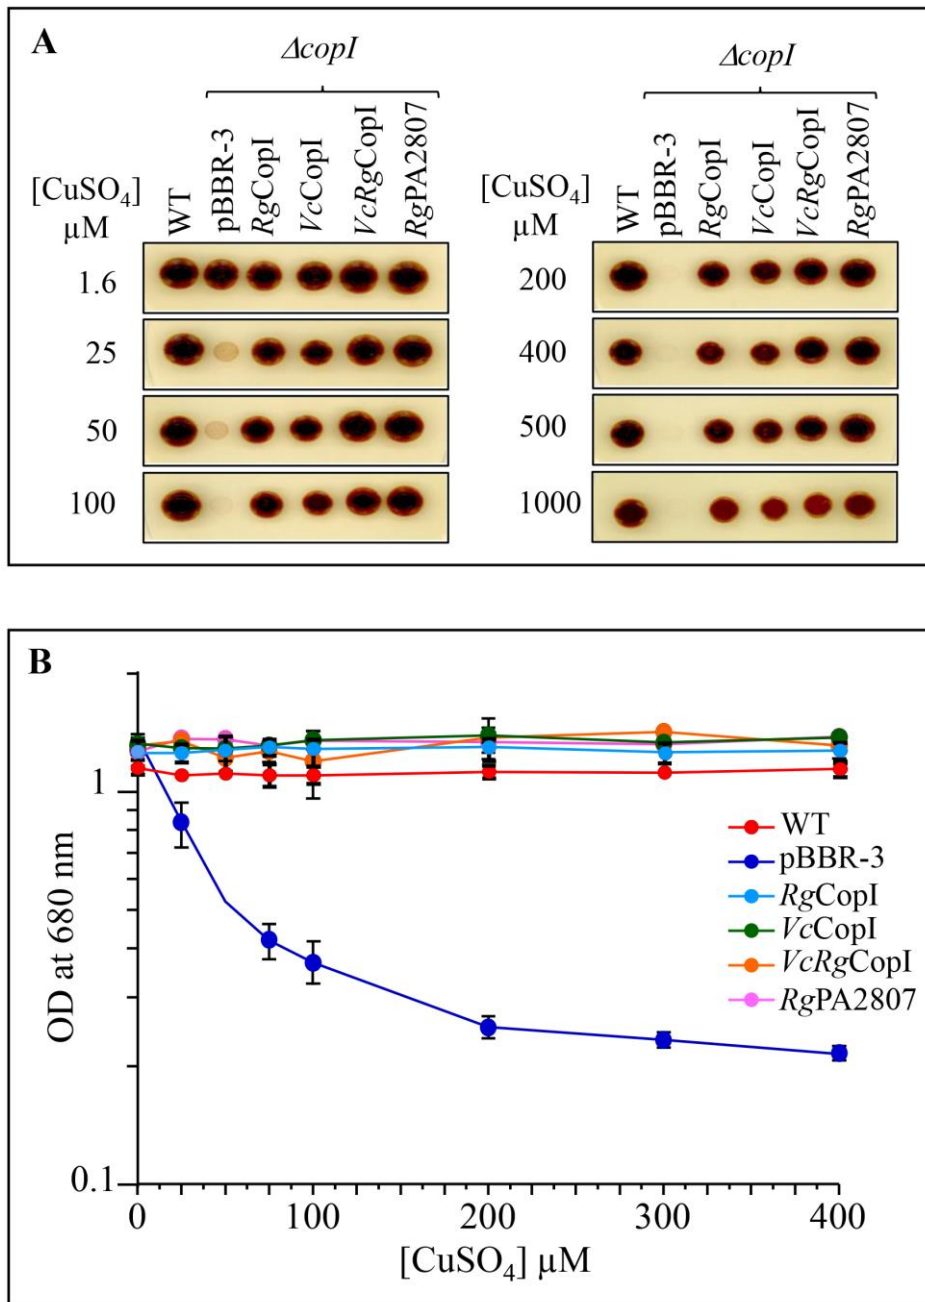 A
ΔcopI
ΔcopI
[CuSO4] µM
WT
pBBR-3
RgCopI
VcCopI
VcRgCopI
RgPA2807
WT
pBBR-3
RgCopI
VcCopI
VcRgCopI
RgPA2807
1.6
25
50
100
200
400
500
1000
B
OD at 680 nm
1
0.1
WT
pBBR-3
RgCopI
VcCopI
VcRgCopI
RgPA2807
0
100
200
300
400
[CuSO4] µM